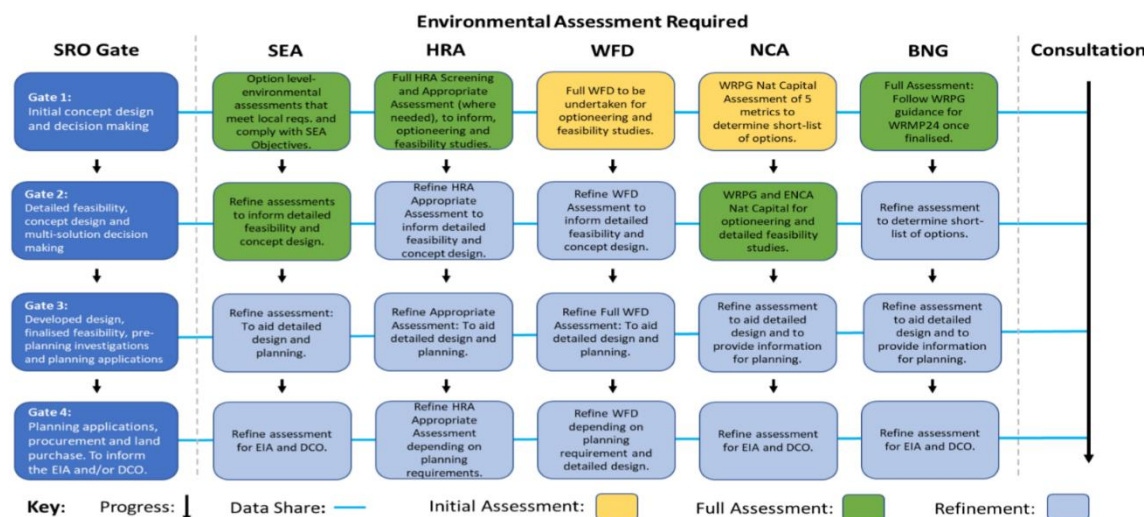 Environmental Assessment Required
SRO Gate
SEA
HRA
WFD
NCA
BNG
Consultation
Gate 1:
Initial concept design
and decision making
Option level-
environmental
assessments that
meet local reqs. and
comply with SEA
Objectives.
Full HRA Screening
and Appropriate
Assessment (where
needed), to inform,
optioneering and
feasibility studies.
Full WFD to be
undertaken for
optioneering and
feasibility studies.
WRPG Nat Capital
Assessment of 5
metrics to
determine short-list
of options.
Full Assessment:
Follow WRPG
guidance for
WRMP24 once
finalised.
Gate 2:
Detailed feasibility,
concept design and
multi-solution decision
making
Refine assessments
to inform detailed
feasibility and
concept design.
Refine HRA
Appropriate
Assessment to
inform detailed
feasibility and
concept design.
Refine WFD
Assessment to
inform detailed
feasibility and
concept design.
WRPG and ENCA
Nat Capital for
optioneering and
detailed feasibility
studies.
Refine assessment
to determine short-
list of options.
Gate 3:
Developed design,
finalised feasibility, pre-
planning investigations
and planning applications
Refine assessment:
To aid detailed
design and
planning.
Refine Appropriate
Assessment: To aid
detailed design and
planning.
Refine Full WFD
Assessment: To aid
detailed design and
planning.
Refine assessment
to aid detailed
design and to
provide information
for planning.
Refine assessment
to aid detailed
design and to
provide information
for planning.
Gate 4:
Planning applications,
procurement and land
purchase. To inform
the EIA and/or DCO.
Refine assessment
for EIA and DCO.
Refine HRA
Appropriate
Assessment
depending on
planning
requirements.
Refine WFD
depending on
planning
requirement and
detailed design.
Refine assessment
for EIA and DCO.
Refine assessment
for EIA and DCO.
Key: Progress: Data Share: Initial Assessment: Full Assessment: Refinement: